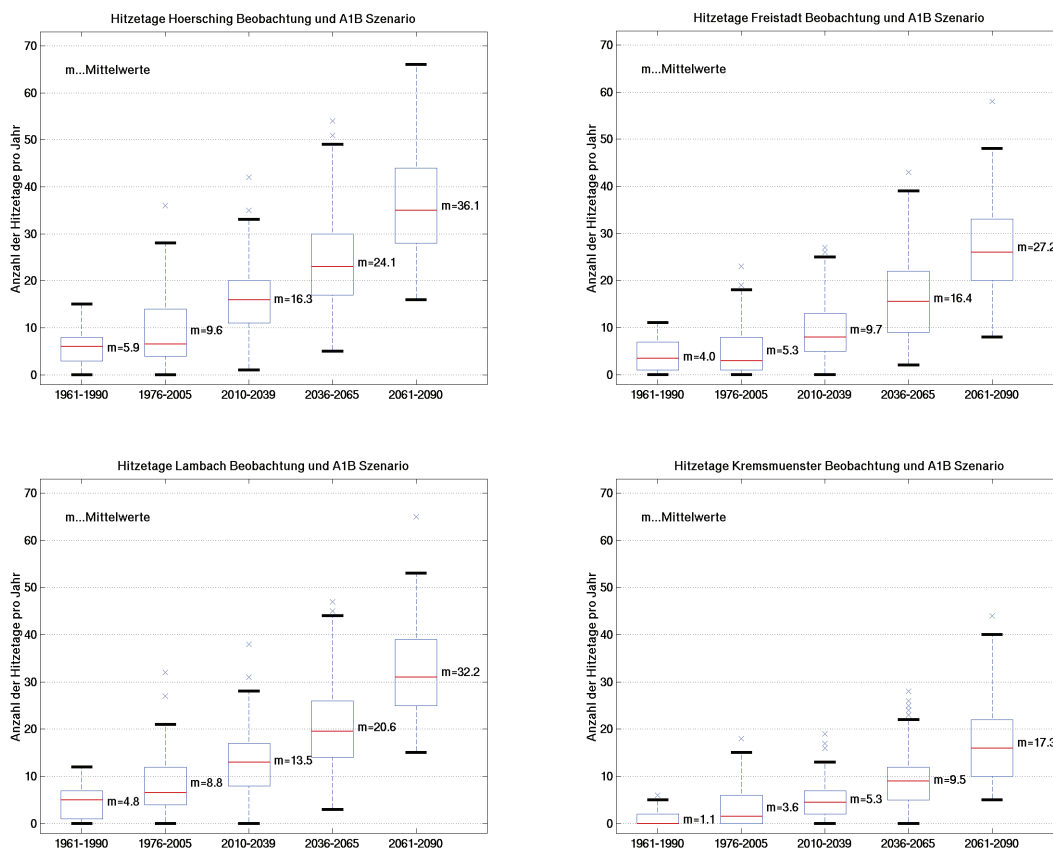 Hitzetage Hoersching Beobachtung und A1B Szenario
Anzahl der Hitzetage pro Jahr
m...Mittelwerte
70
60
50
40
30
20
10
0
m=5.9
m=9.6
m=16.3
m=24.1
m=36.1
1961-1990
1976-2005
2010-2039
2036-2065
2061-2090
Hitzetage Freistadt Beobachtung und A1B Szenario
Anzahl der Hitzetage pro Jahr
m...Mittelwerte
70
60
50
40
30
20
10
0
m=4.0
m=5.3
m=9.7
m=16.4
m=27.2
1961-1990
1976-2005
2010-2039
2036-2065
2061-2090
Hitzetage Lambach Beobachtung und A1B Szenario
Anzahl der Hitzetage pro Jahr
m...Mittelwerte
70
60
50
40
30
20
10
0
m=4.8
m=8.8
m=13.5
m=20.6
m=32.2
1961-1990
1976-2005
2010-2039
2036-2065
2061-2090
Hitzetage Kremsmuenster Beobachtung und A1B Szenario
Anzahl der Hitzetage pro Jahr
m...Mittelwerte
70
60
50
40
30
20
10
0
m=1.1
m=3.6
m=5.3
m=9.5
m=17.3
1961-1990
1976-2005
2010-2039
2036-2065
2061-2090